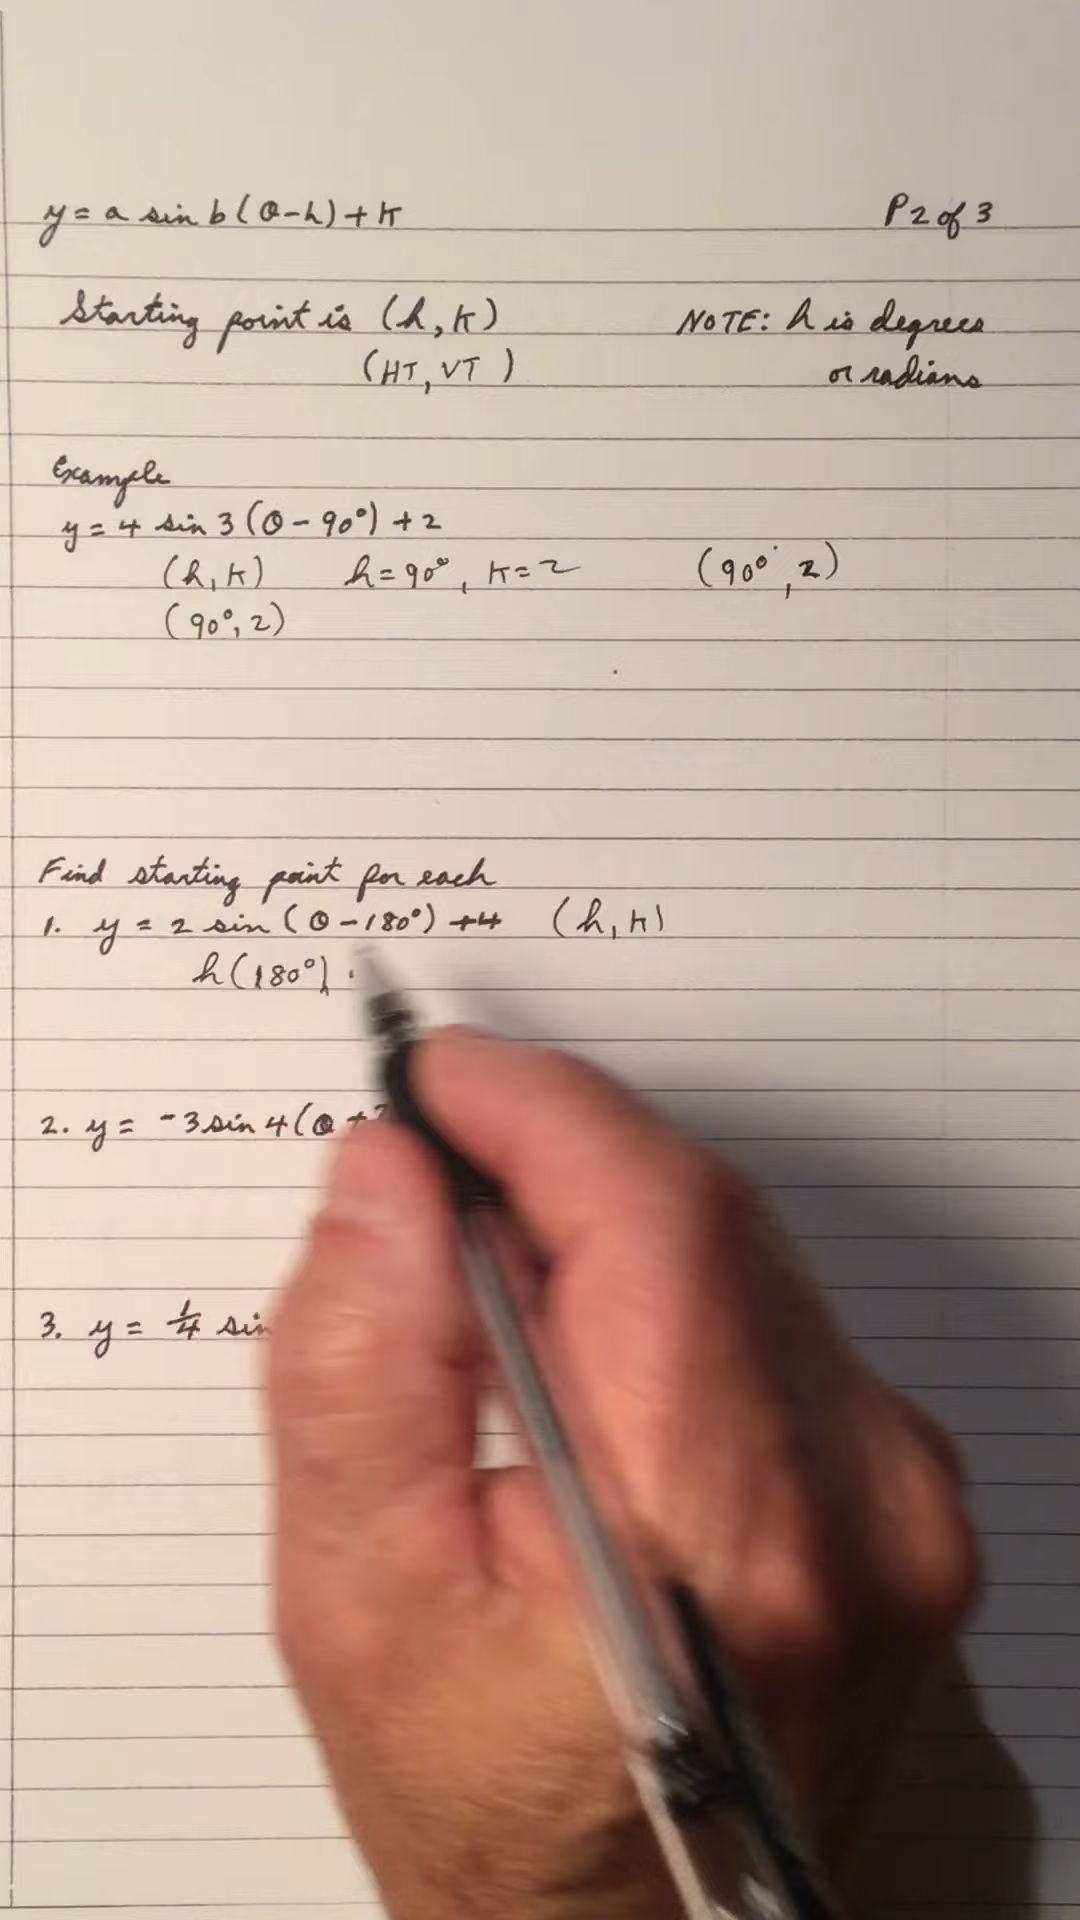 y = a sin b(θ-h)+K
P2 of 3
Starting point is (h, K)
NOTE: h is degrees
(HT, VT)
or radians
Example
y = 4 sin 3(θ - 90°) + 2
(h, K) h = 90°, K = 2 (90°, 2)
(90°, 2)
Find starting point for each
1. y = 2 sin (θ - 180°) + 4 (h, K)
h(180°)
2. y = -3 sin 4(θ +
3. y = 1/4 sin